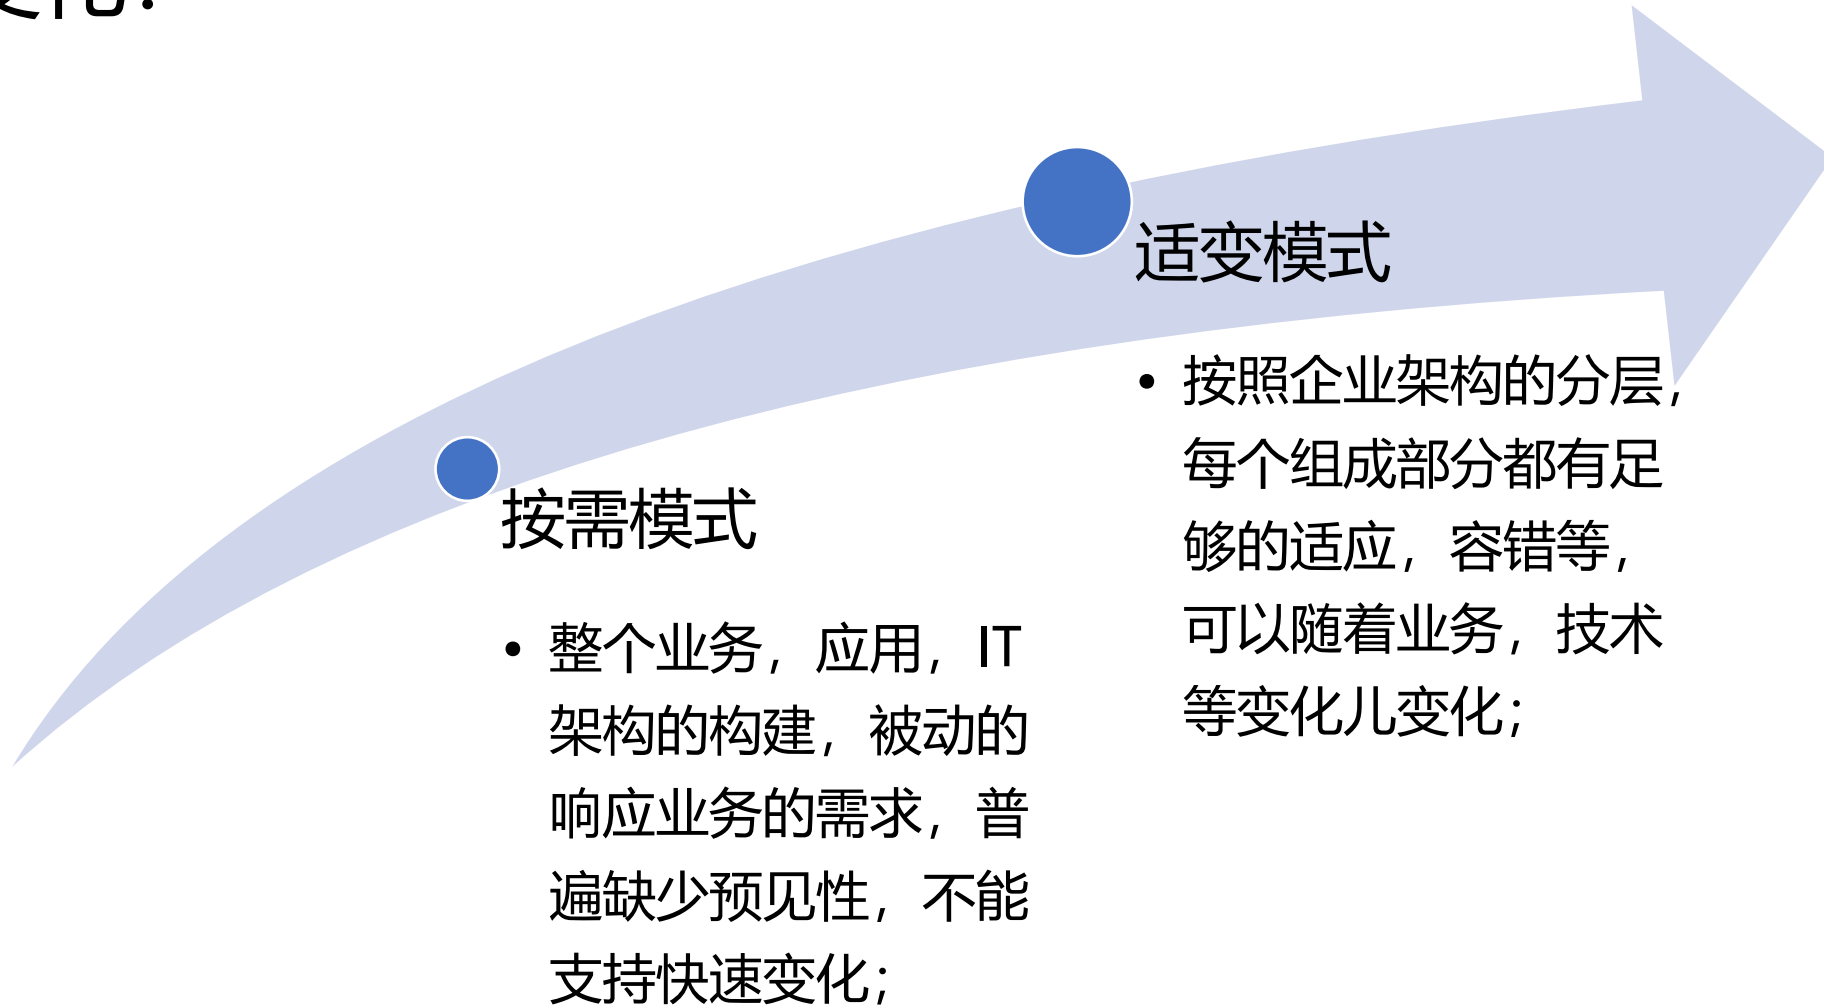 适变模式
• 按照企业架构的分层，
每个组成部分都有足
够的适应，容错等，
可以随着业务，技术
等变化儿变化；
按需模式
• 整个业务，应用，IT
架构的构建，被动的
响应业务的需求，普
遍缺少预见性，不能
支持快速变化；